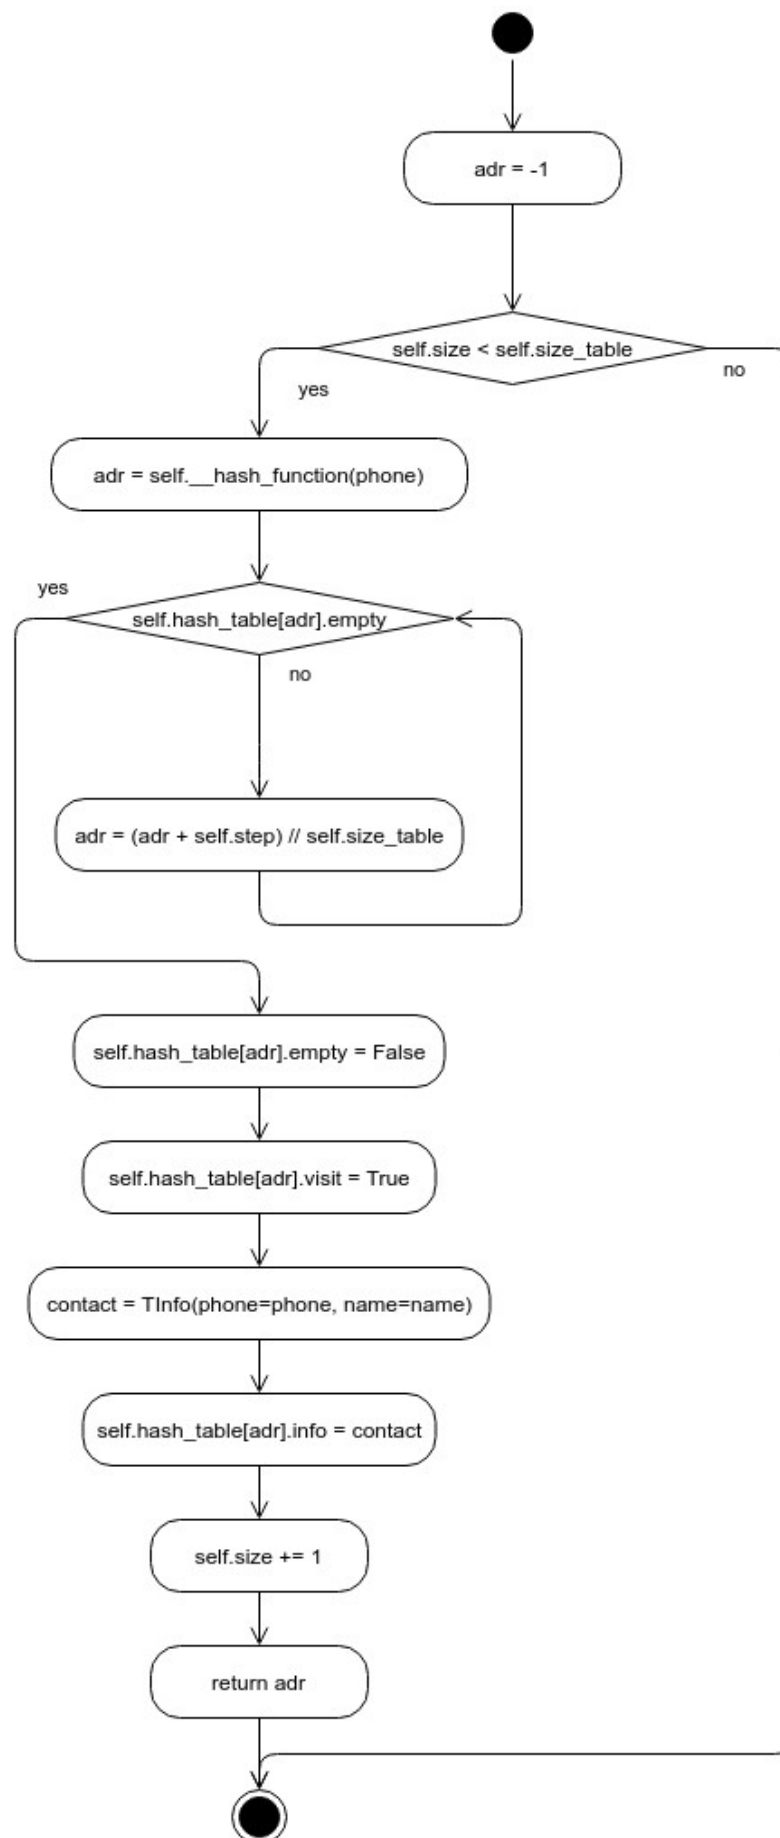 adr = -1
self.size < self.size_table
no
yes
adr = self.__hash_function(phone)
yes
self.hash_table[adr].empty
no
adr = (adr + self.step) // self.size_table
self.hash_table[adr].empty = False
self.hash_table[adr].visit = True
contact = TInfo(phone=phone, name=name)
self.hash_table[adr].info = contact
self.size += 1
return adr